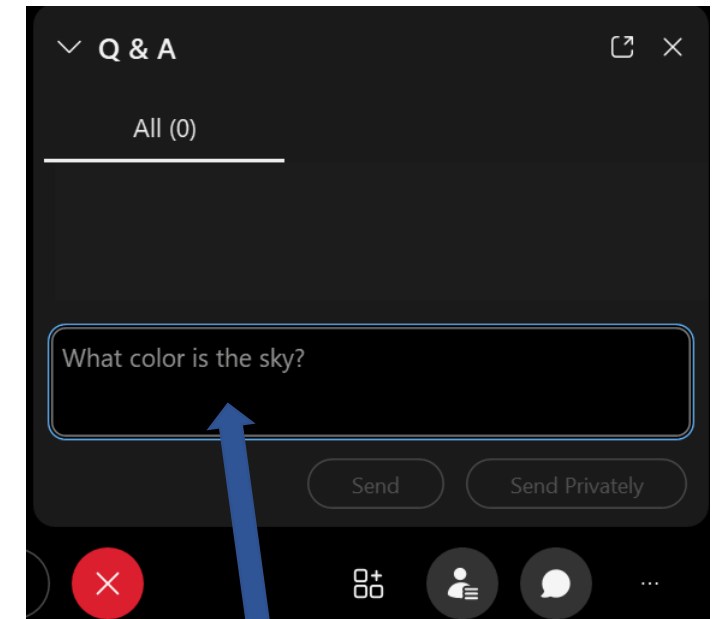 Q & A
All (0)
What color is the sky?
Send
Send Privately